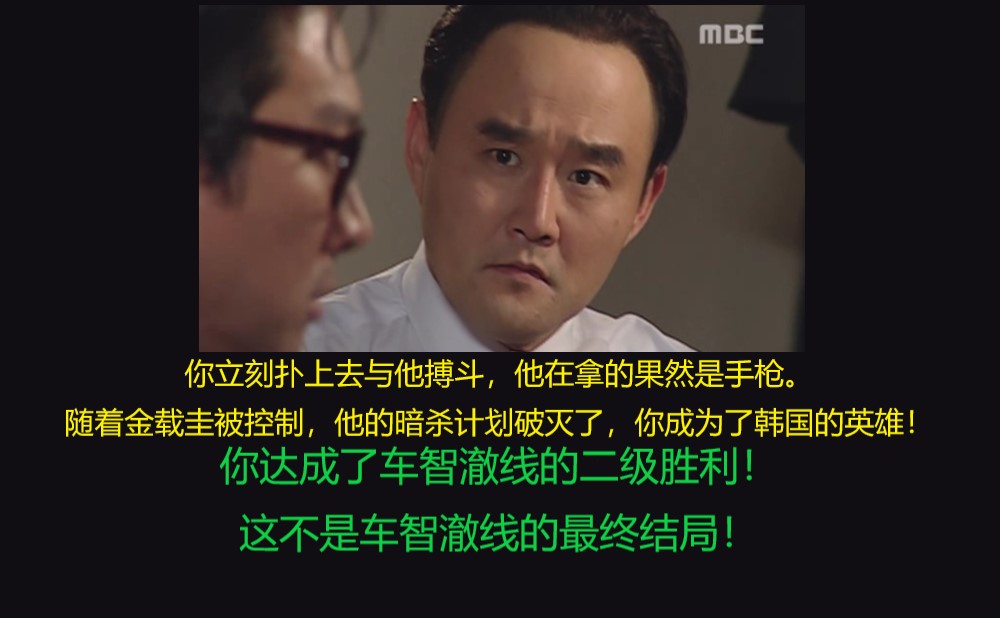 MBC
你立刻扑上去与他搏斗，他在拿的果然是手枪。
随着金载圭被控制，他的暗杀计划破灭了，你成为了韩国的英雄！
你达成了车智澈线的二级胜利！
这不是车智澈线的最终结局！